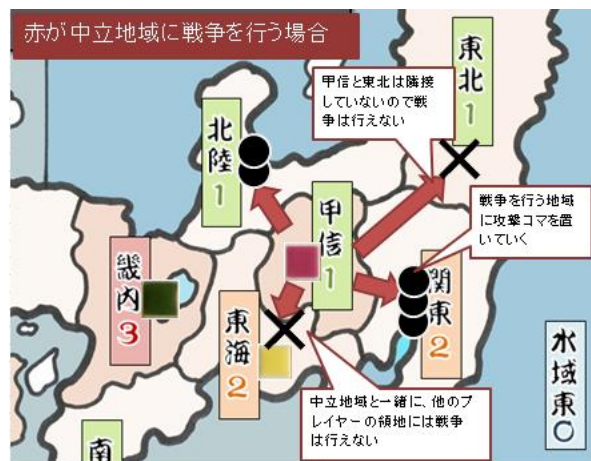 赤が中立地域に戦争を行う場合
東北
1
甲信と東北は隣接
していないので戦
争は行えない
北陸
1
戦争を行う地域
に攻撃コマを置
いていく
甲信
1
畿内
3
関東
2
東海
2
水域東
中立地域と一緒に、他のプ
レイヤーの領地には戦争
は行えない
南